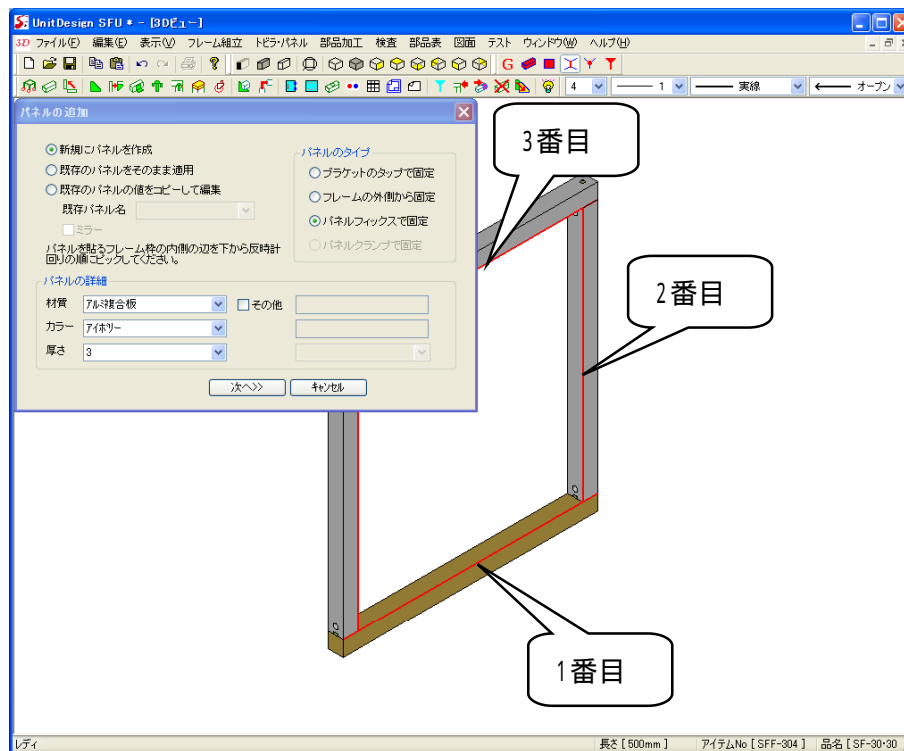 UnitDesign SFU * - [3Dビュー]
3D ファイル(F) 編集(E) 表示(V) フレーム組立 トビラ・パネル 部品加工 検査 部品表 図面 テスト ウィンドウ(W) ヘルプ(H)
G
4 1 実線 オープン
パネルの追加
新規にパネルを作成
既存のパネルをそのまま適用
既存のパネルの値をコピーして編集
既存パネル名
ミラー
パネルを貼るフレーム枠の内側の辺を下から反時計
回りの順にピックしてください。
パネルのタイプ
ブラケットのタップで固定
フレームの外側から固定
パネルフィックスで固定
パネルクランプで固定
パネルの詳細
材質 アルミ複合板 その他
カラー アイボリー
厚さ 3
次へ>> キャンセル
3番目
2番目
1番目
レディ 長さ [ 500mm ] アイテムNo [ SFF-304 ] 品名 [ SF-30・30